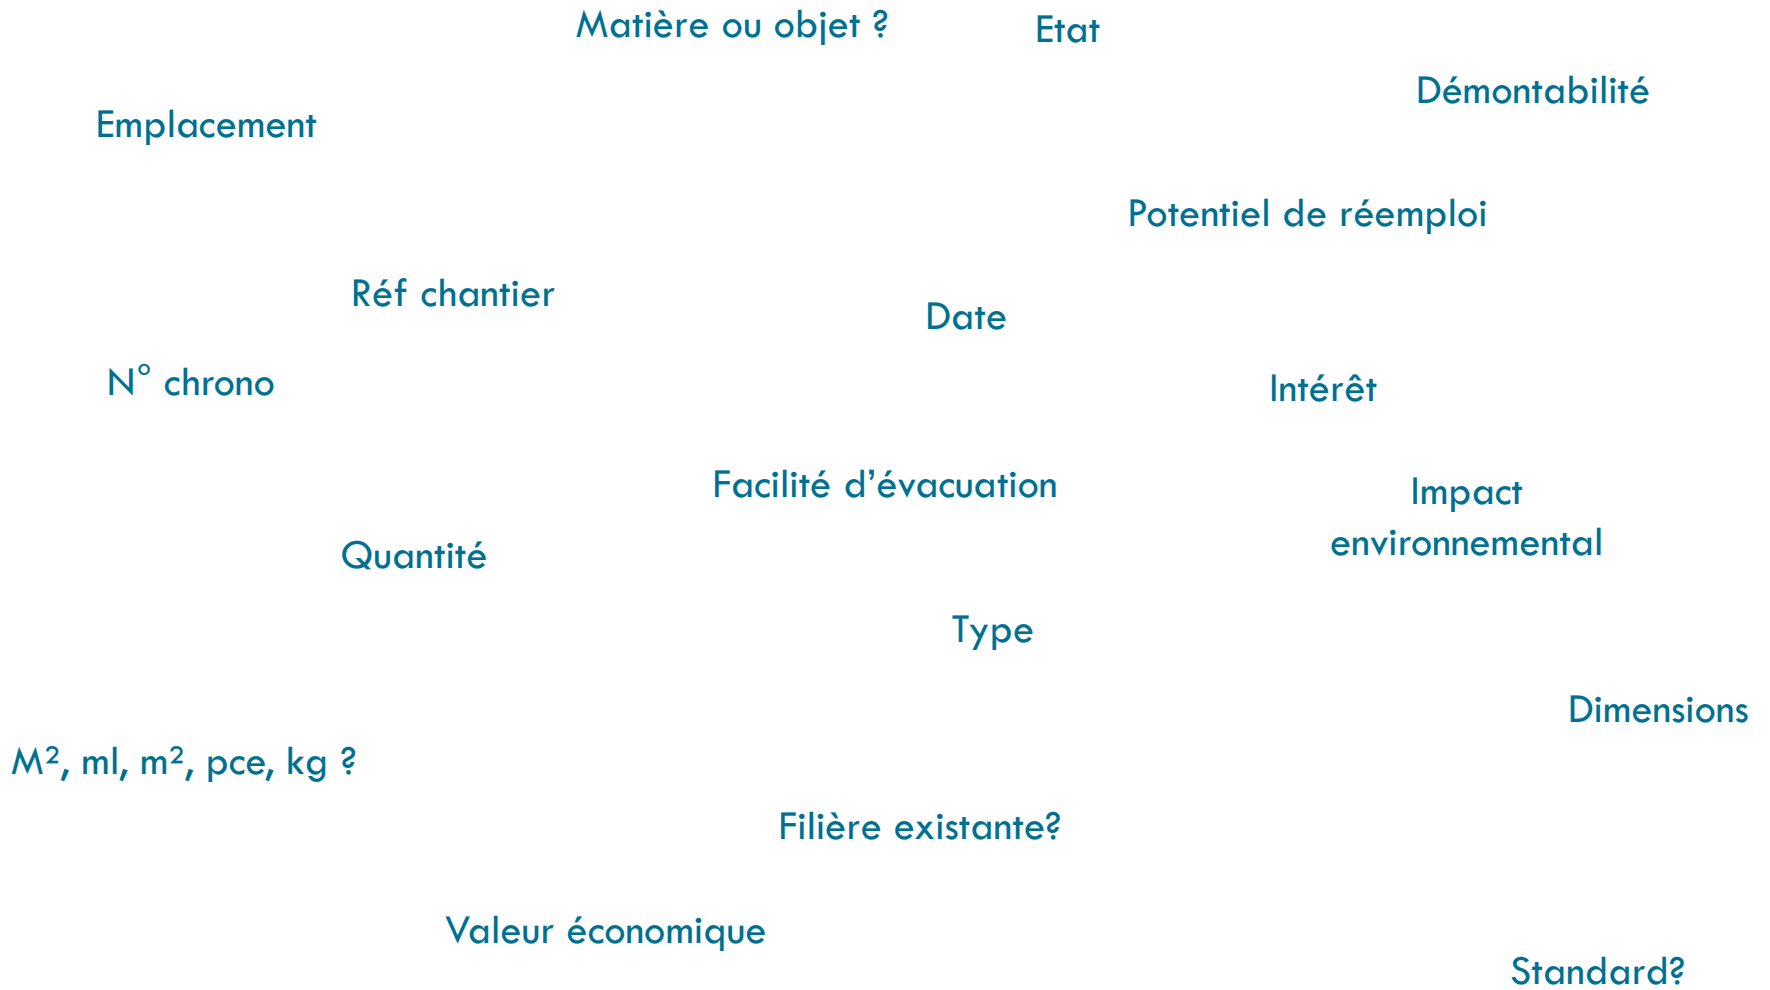 Matière ou objet ?
Etat
Démontabilité
Emplacement
Potentiel de réemploi
Réf chantier
Date
N° chrono
Intérêt
Facilité d’évacuation
Impact
environnemental
Quantité
Type
Dimensions
M², ml, m², pce, kg ?
Filière existante?
Valeur économique
Standard?